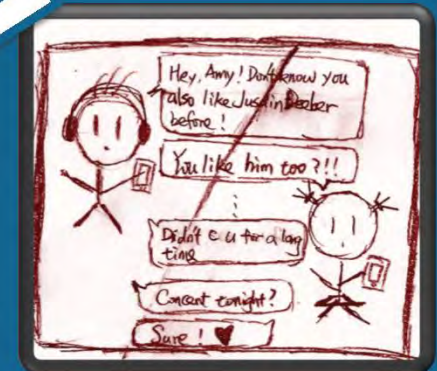 Hey, Amy! Don't know you
also like Justin Beeber
before !
You like him too?!!
Didn't c u for a long
time
Concert tonight?
Sure ! ♥